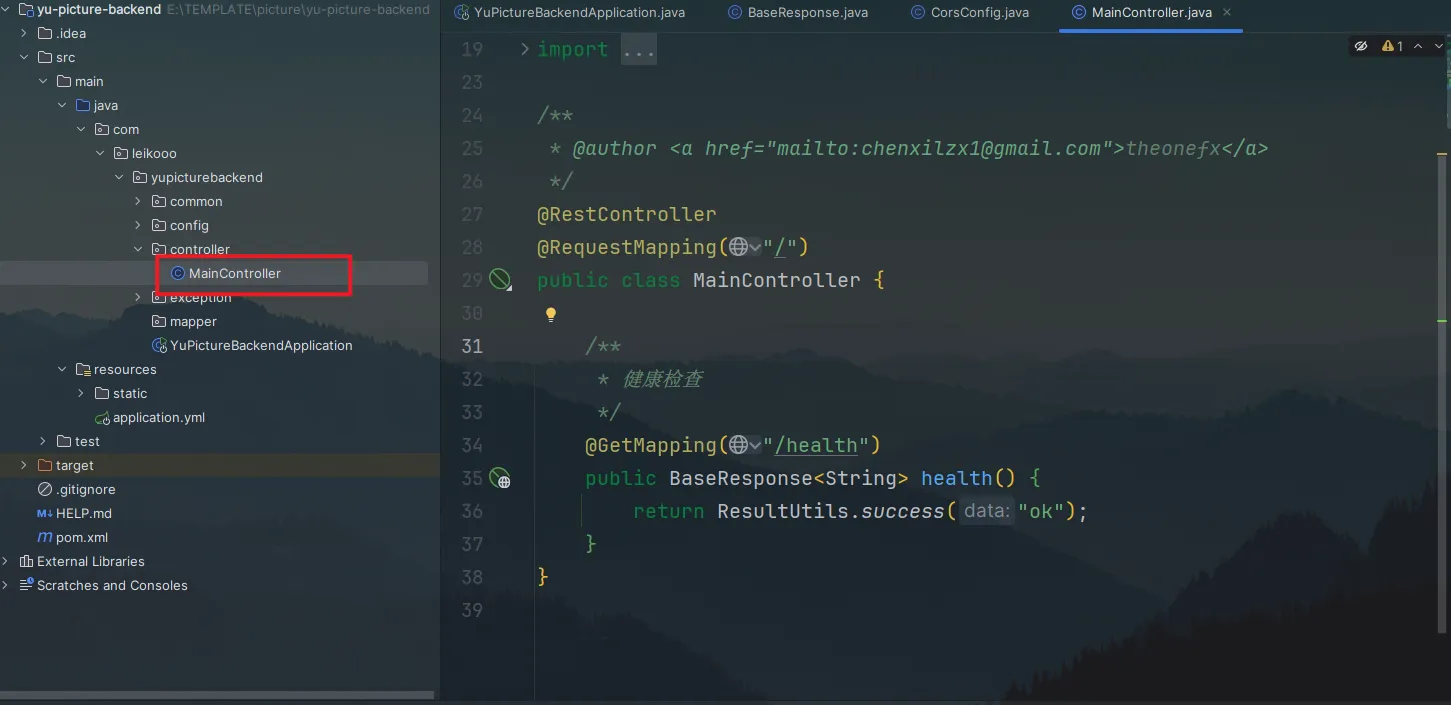 yu-picture-backend E:\TEMPLATE\picture\yu-picture-backend
.idea
src
main
java
com
leikooo
yupicturebackend
common
config
controller
MainController
exception
mapper
YuPictureBackendApplication
resources
static
application.yml
test
target
.gitignore
M↓ HELP.md
m pom.xml
External Libraries
Scratches and Consoles
YuPictureBackendApplication.java BaseResponse.java CorsConfig.java MainController.java ×
1
19 import ...
23
24 /**
25 * @author <a href="mailto:chenxilzx1@gmail.com">theonefx</a>
26 */
27 @RestController
28 @RequestMapping("/")
29 public class MainController {
30
31 /**
32 * 健康检查
33 */
34 @GetMapping("/health")
35 public BaseResponse<String> health() {
36 return ResultUtils.success( data: "ok");
37 }
38 }
39